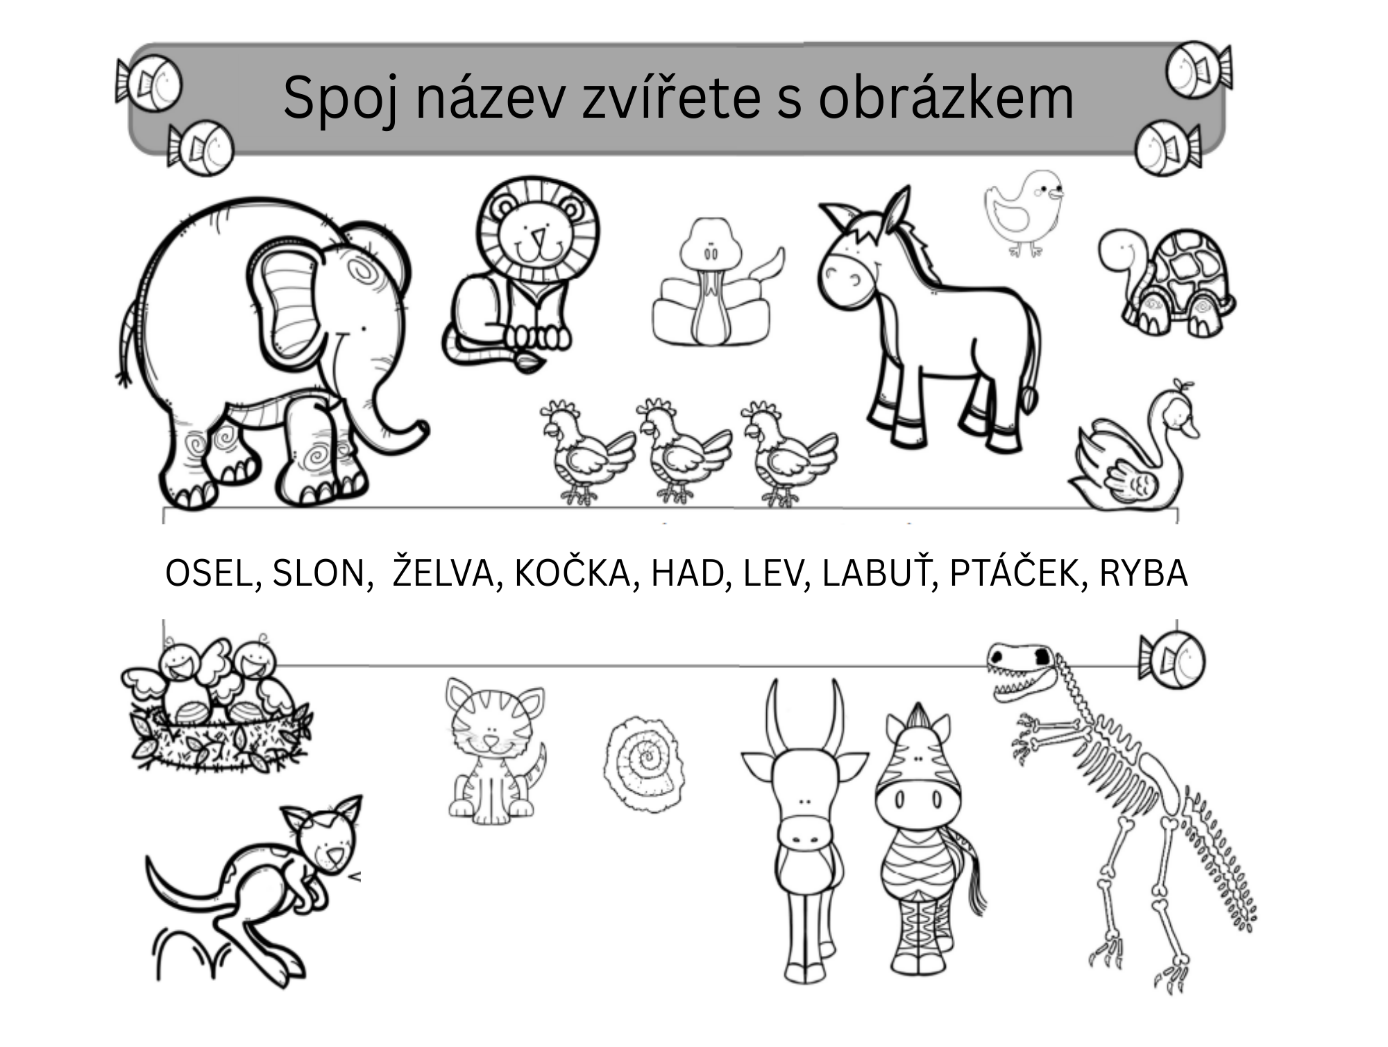 Spoj název zvířete s obrázkem
OSEL, SLON, ŽELVA, KOČKA, HAD, LEV, LABUŤ, PTÁČEK, RYBA